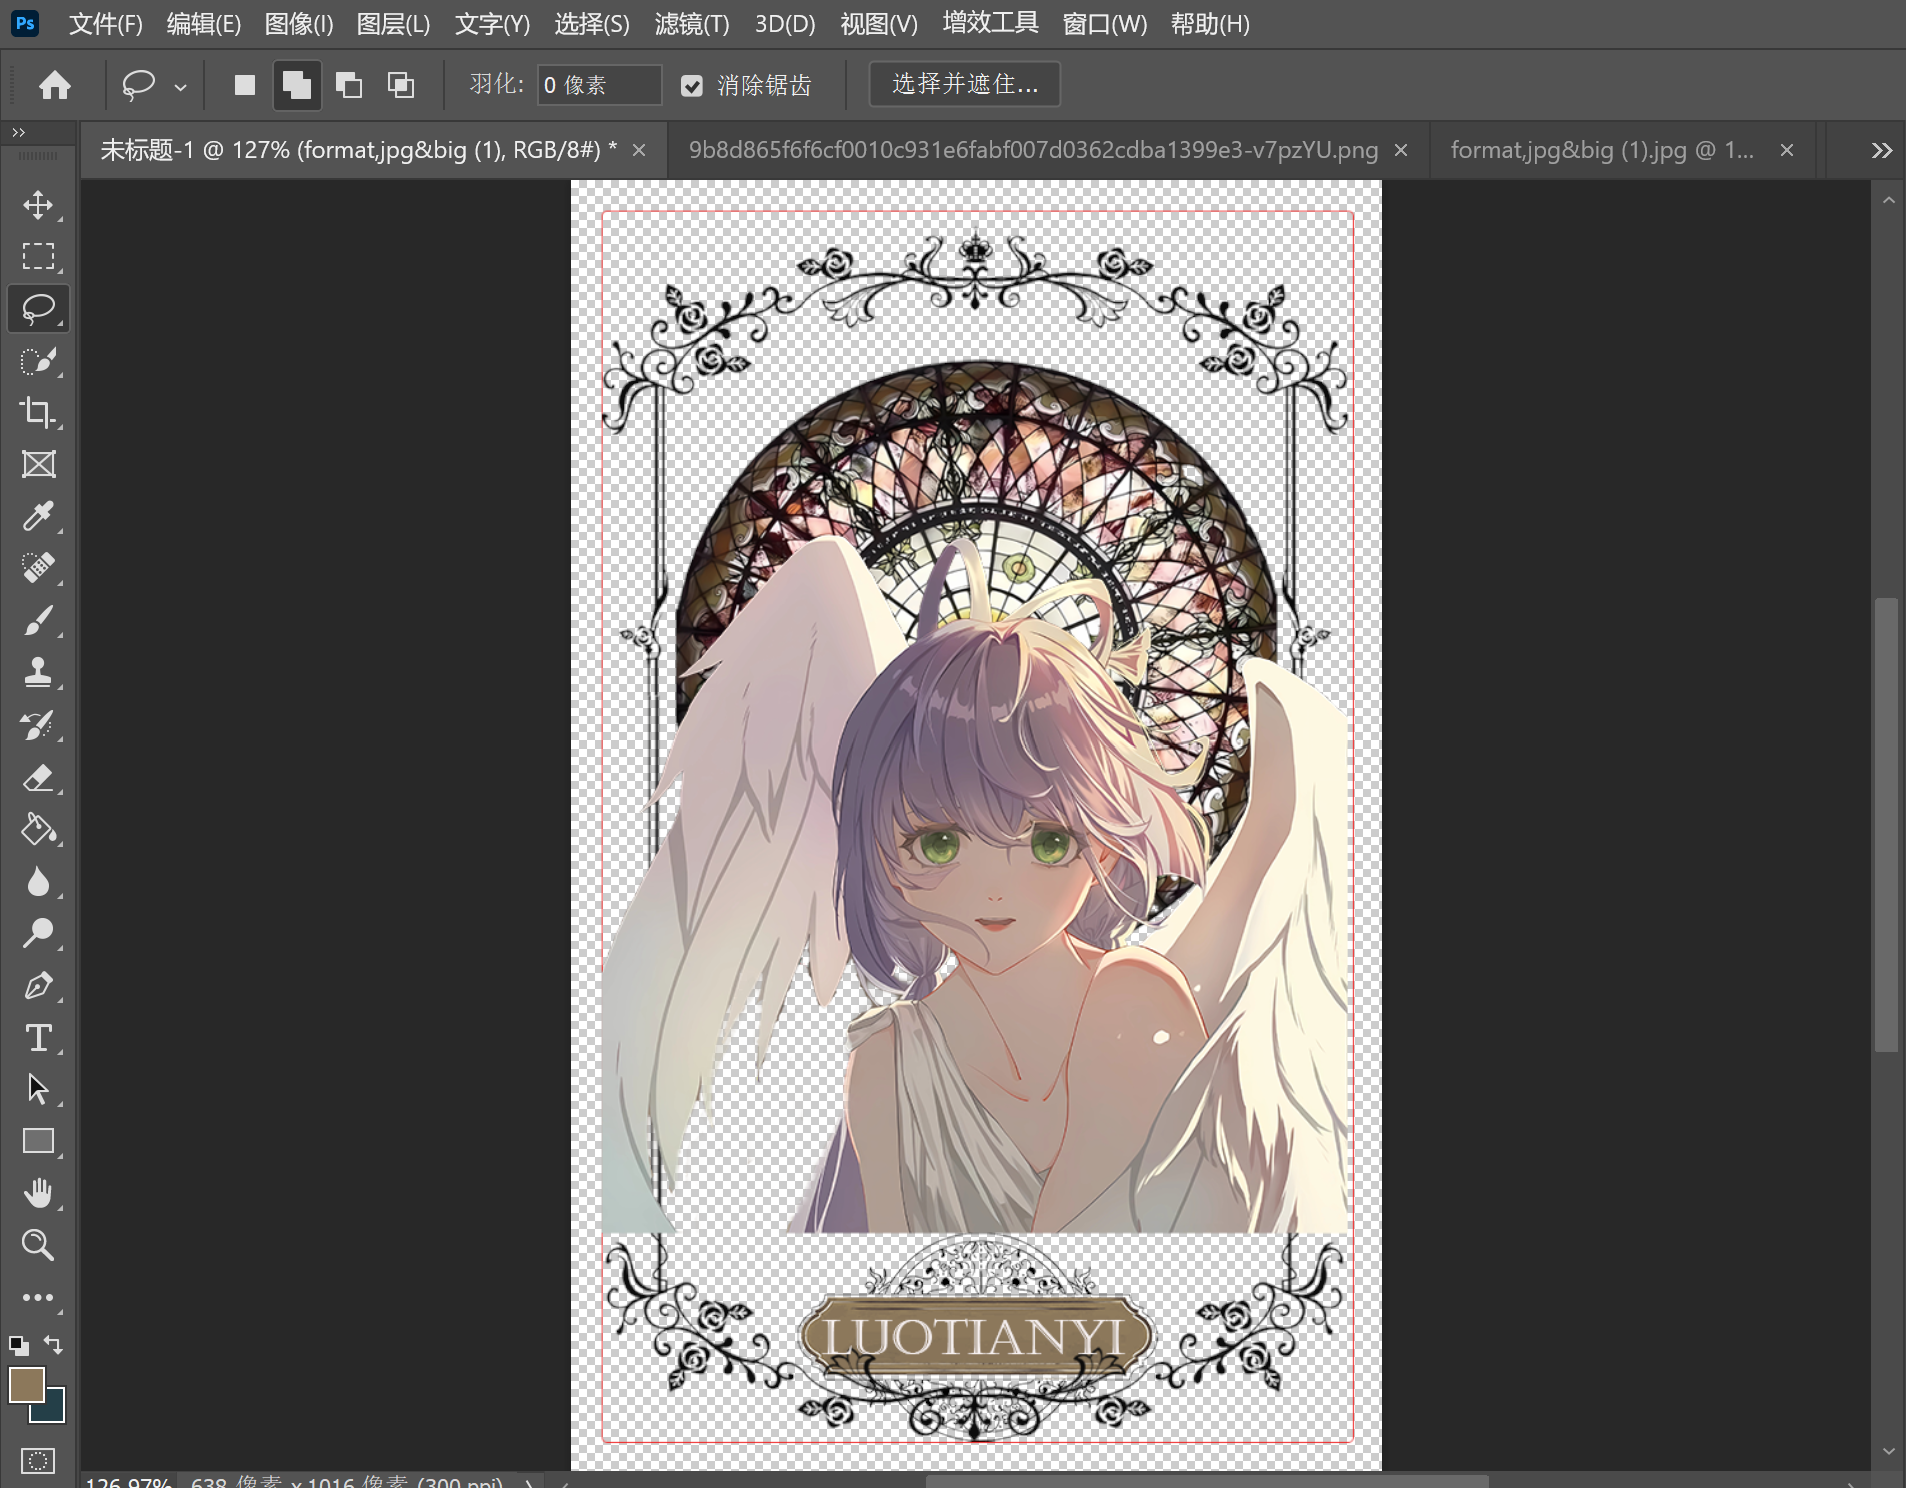 Ps 文件(F) 编辑(E) 图像(I) 图层(L) 文字(Y) 选择(S) 滤镜(T) 3D(D) 视图(V) 增效工具 窗口(W) 帮助(H)
羽化: 0 像素 消除锯齿 选择并遮住...
未标题-1 @ 127% (format,jpg&big (1), RGB/8#) * × 9b8d865f6f6cf0010c931e6fabf007d0362cdba1399e3-v7pzYU.png × format,jpg&big (1).jpg @ 1... ×
LUOTIANYI
126.97% 638 像素 x 1016 像素 (300 ppi)